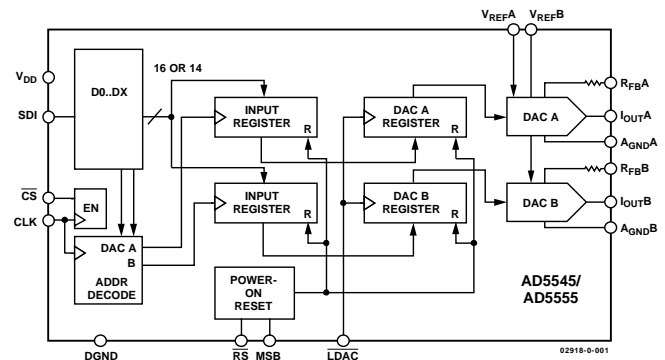 VREFA VREFB
VDD
16 OR 14
D0..DX
SDI
RFBA
INPUT REGISTER
R
DAC A REGISTER
R
DAC A
IOUTA
AGNDA
RFBB
CS
EN
CLK
INPUT REGISTER
R
DAC B REGISTER
R
DAC B
IOUTB
AGNDB
DAC A
B
ADDR DECODE
POWER-ON RESET
AD5545/
AD5555
DGND
RS MSB
LDAC
02918-0-001